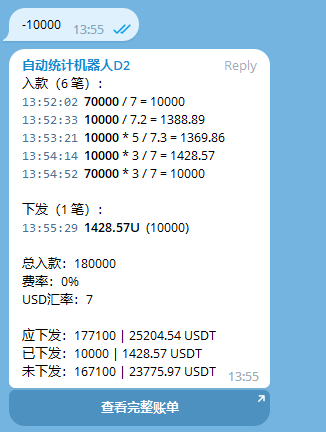 -10000 13:55
自动统计机器人D2 Reply
入款（6 笔）：
13:52:02 70000 / 7 = 10000
13:52:33 10000 / 7.2 = 1388.89
13:53:21 10000 * 5 / 7.3 = 1369.86
13:54:14 10000 * 3 / 7 = 1428.57
13:54:52 70000 * 3 / 7 = 10000
下发（1 笔）：
13:55:29 1428.57U (10000)
总入款：180000
费率：0%
USD汇率：7
应下发：177100 | 25204.54 USDT
已下发：10000 | 1428.57 USDT
未下发：167100 | 23775.97 USDT
13:55
查看完整账单